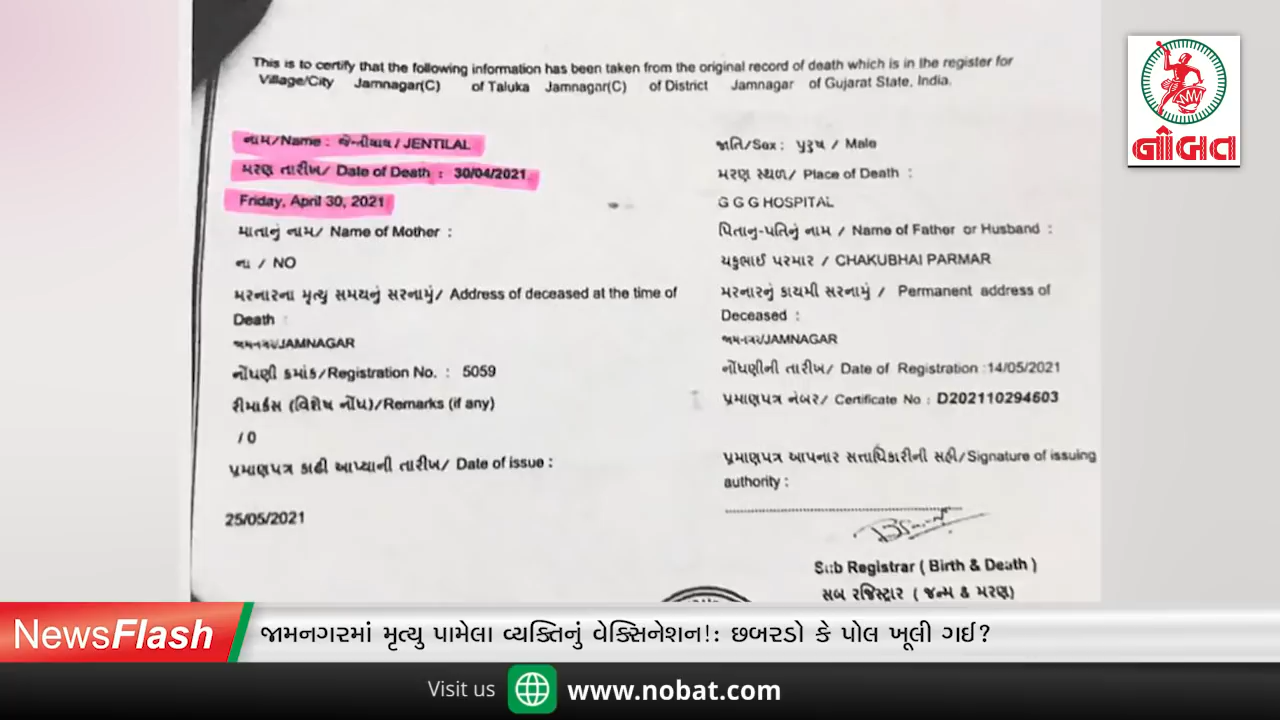 This is to certify that the following information has been taken from the original record of death which is in the register for
Village/City Jamnagar(C) of Taluka Jamnagar(C) of District Jamnagar of Gujarat State, India.
નામ/Name : જેન્તીલાલ / JENTILAL
મરણ તારીખ/ Date of Death : 30/04/2021
Friday, April 30, 2021
માતાનું નામ/ Name of Mother :
ના / NO
મરનારના મૃત્યુ સમયનું સરનામું/ Address of deceased at the time of
Death :
જામનગર/JAMNAGAR
નોંધણી ક્રમાંક/Registration No. : 5059
રીમાર્કસ (વિશેષ નોંધ)/Remarks (if any)
/ 0
પ્રમાણપત્ર કાઢી આપ્યાની તારીખ/ Date of issue :
25/05/2021
જાતિ/Sex : પુરુષ / Male
મરણ સ્થળ/ Place of Death :
G G G HOSPITAL
પિતાનુ-પતિનું નામ / Name of Father or Husband :
ચકુભાઈ પરમાર / CHAKUBHAI PARMAR
મરનારનું કાયમી સરનામું / Permanent address of
Deceased :
જામનગર/JAMNAGAR
નોંધણીની તારીખ/ Date of Registration :14/05/2021
પ્રમાણપત્ર નંબર/ Certificate No : D202110294603
પ્રમાણપત્ર આપનાર સત્તાધિકારીની સહી/Signature of issuing
authority :
Sub Registrar ( Birth & Death )
સબ રજિસ્ટ્રાર ( જન્મ & મરણ)
NW
નૉબત
NewsFlash
જામનગરમાં મૃત્યુ પામેલા વ્યક્તિનું વેક્સિનેશન!: છબરડો કે પોલ ખૂલી ગઈ?
Visit us www.nobat.com